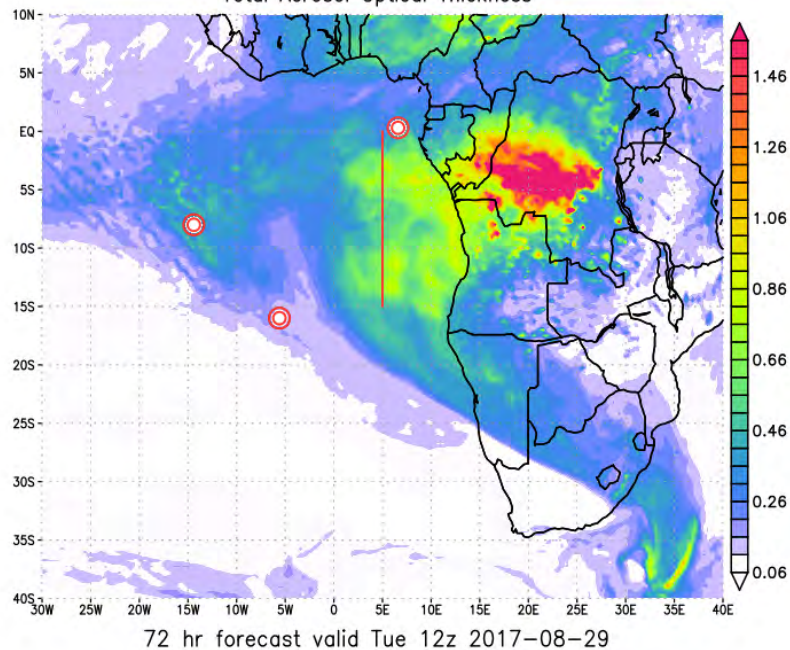 Total Aerosol Optical Thickness
10N
5N
EQ
5S
10S
15S
20S
25S
30S
35S
40S
30W 25W 20W 15W 10W 5W 0 5E 10E 15E 20E 25E 30E 35E 40E
1.46
1.26
1.06
0.86
0.66
0.46
0.26
0.06
72 hr forecast valid Tue 12z 2017-08-29